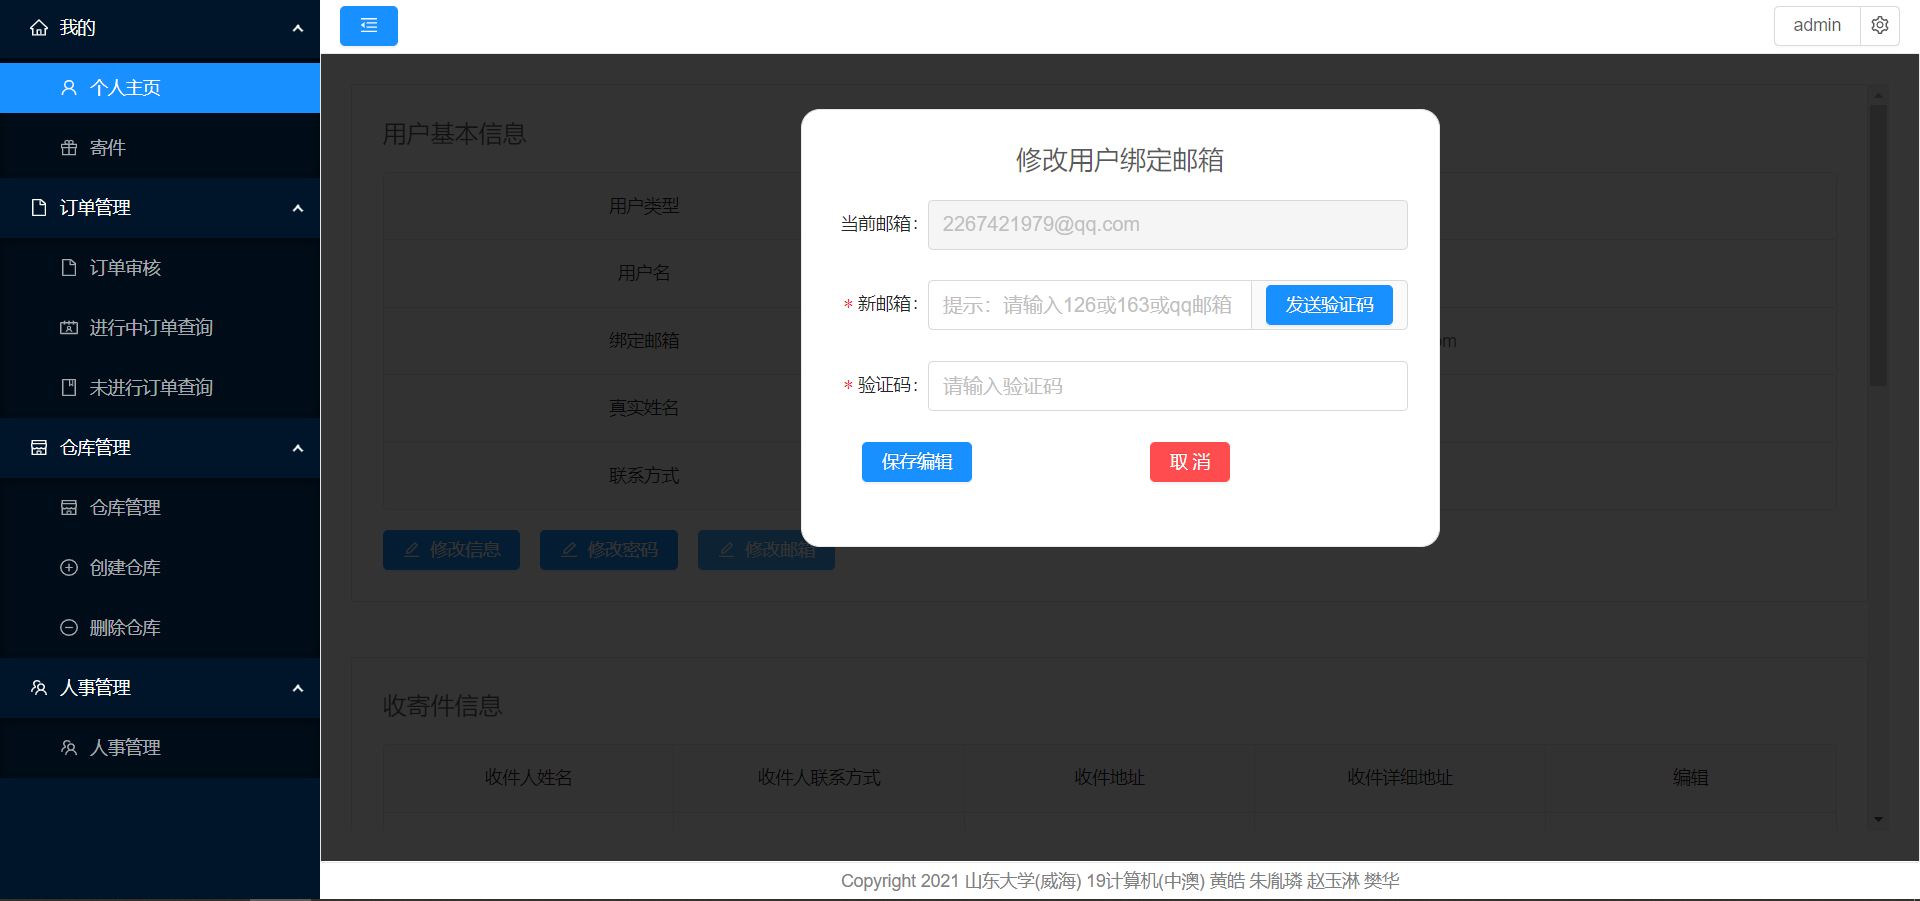 我的
个人主页
寄件
订单管理
订单审核
进行中订单查询
未进行订单查询
仓库管理
仓库管理
创建仓库
删除仓库
人事管理
人事管理
admin
用户基本信息
用户类型
用户名
绑定邮箱
om
真实姓名
联系方式
修改信息 修改密码 修改邮箱
修改用户绑定邮箱
当前邮箱: 2267421979@qq.com
* 新邮箱: 提示：请输入126或163或qq邮箱 发送验证码
* 验证码: 请输入验证码
保存编辑 取 消
收寄件信息
收件人姓名 收件人联系方式 收件地址 收件详细地址 编辑
Copyright 2021 山东大学(威海) 19计算机(中澳) 黄皓 朱胤璘 赵玉淋 樊华